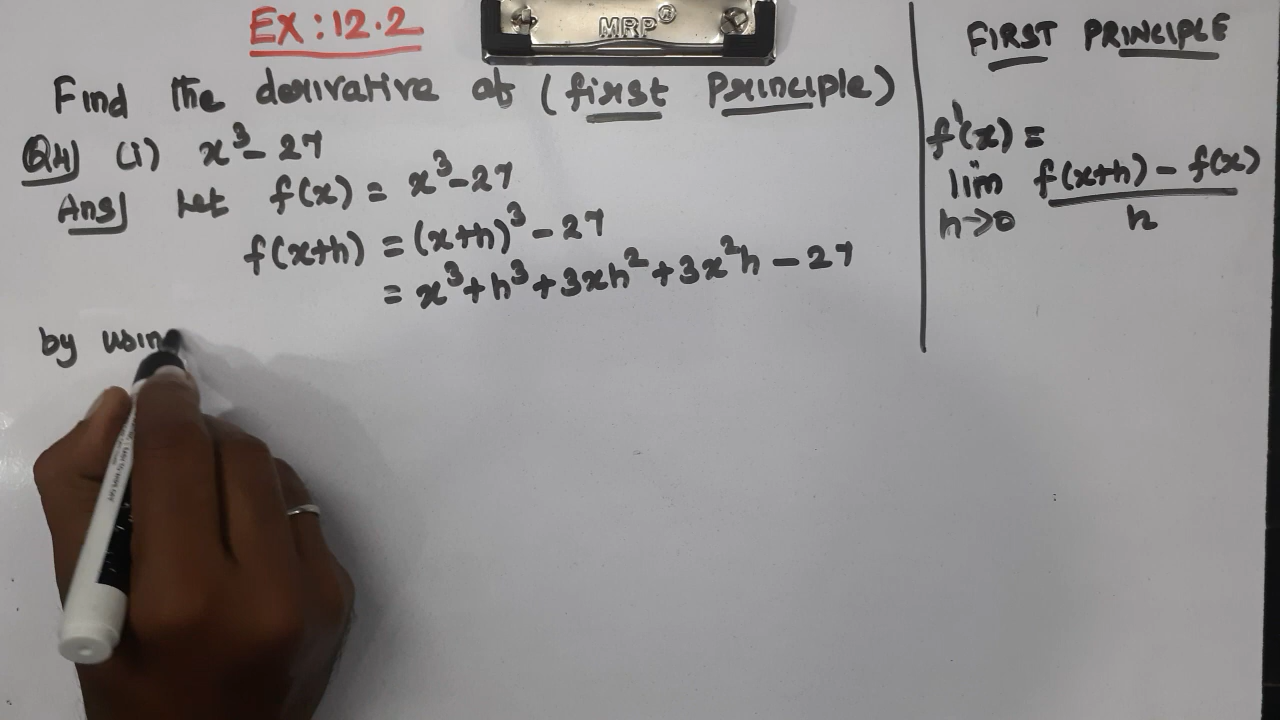 MRP®
EX:12.2
Find the derivative of (first Principle)
Q4) (i) x³-27
Ans) Let f(x) = x³-27
f(x+h) = (x+h)³-27
= x³+h³+3xh²+3x²h-27
by using
FIRST PRINCIPLE
f'(x) =
lim f(x+h) - f(x)
h→0 h